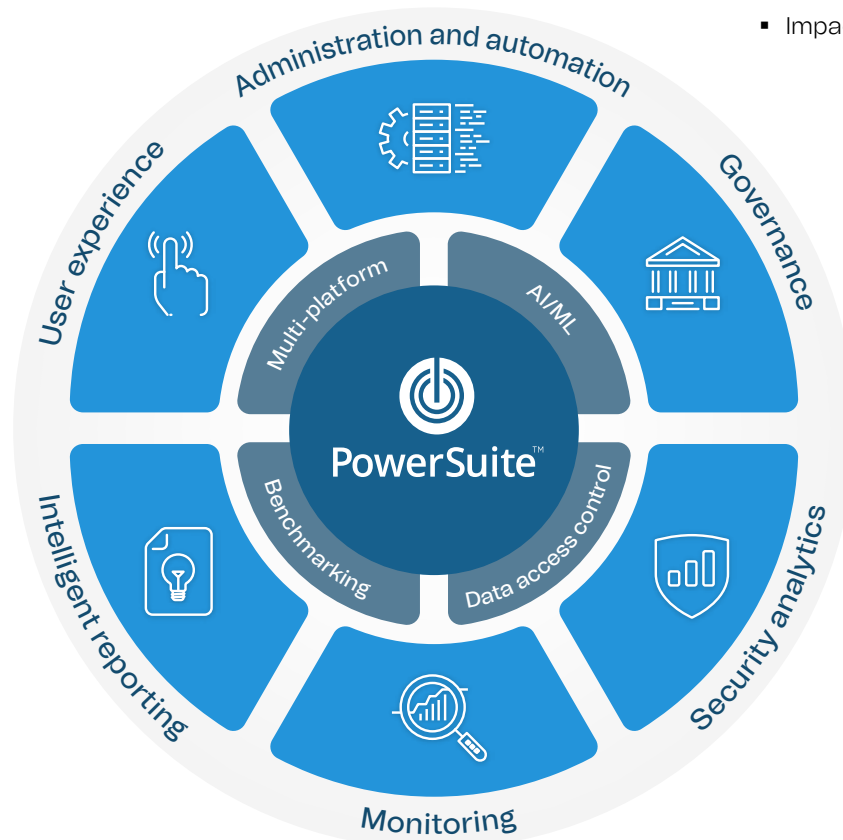 ▪ Impa
Administration and automation
User experience
Governance
Multi-platform
AI/ML
PowerSuite™
Benchmarking
Data access control
Intelligent reporting
Security analytics
Monitoring